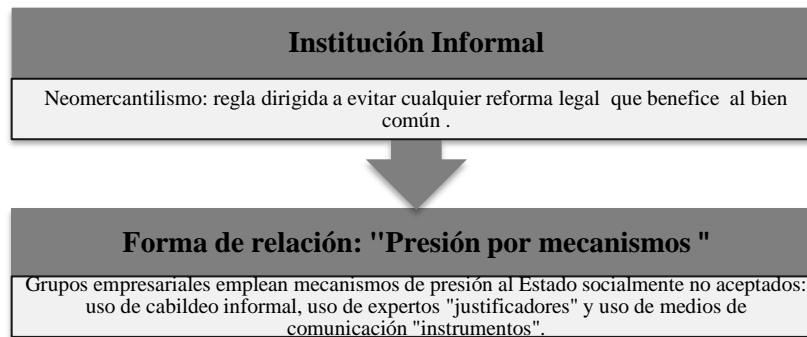 Institución Informal
Neomercantilismo: regla dirigida a evitar cualquier reforma legal que benefice al bien
común .
Forma de relación: "Presión por mecanismos "
Grupos empresariales emplean mecanismos de presión al Estado socialmente no aceptados:
uso de cabildeo informal, uso de expertos "justificadores" y uso de medios de
comunicación "instrumentos".